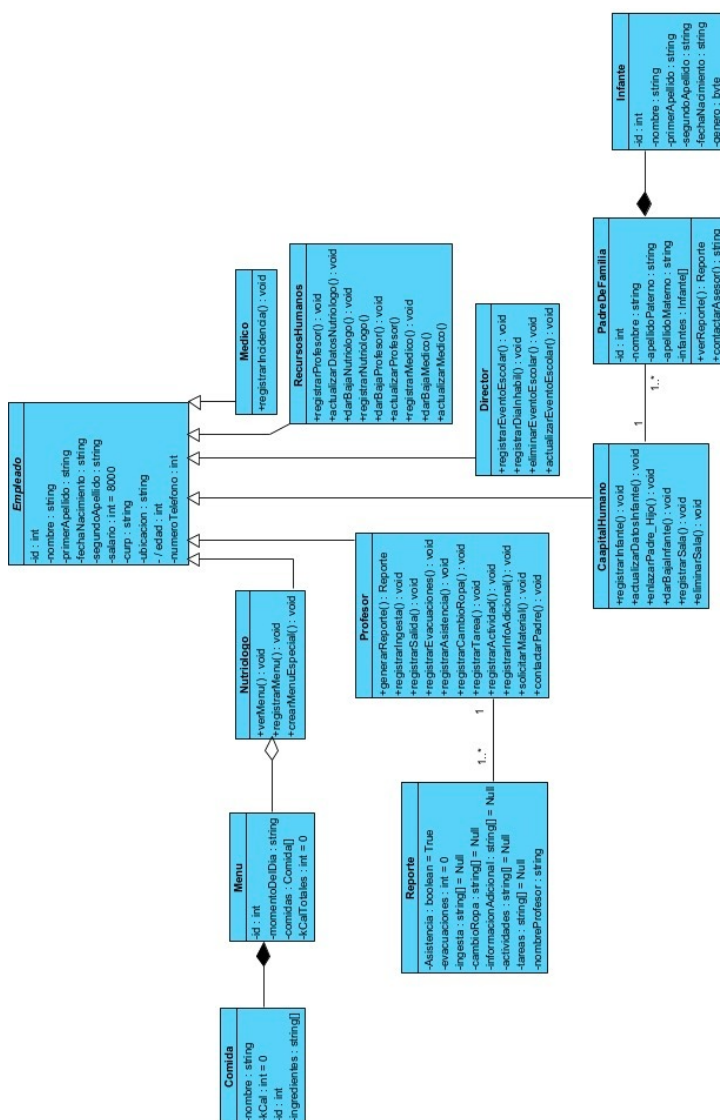 Empleado
-id : int
-nombre : string
-primerApellido : string
-fechaNacimiento : string
-segundoApellido : string
-salario : int = 8000
-curp : string
-ubicacion : string
- / edad : int
-numeroTelefono : int
Comida
-nombre : string
-kCal : int = 0
-id : int
-ingredientes : string[]
Menu
-id : int
-momentoDelDia : string
-comidas : Comida[]
-kCalTotales : int = 0
Nutriologo
+verMenu() : void
+registrarMenu() : void
+crearMenuEspecial() : void
Medico
+registrarIncidencia() : void
RecursosHumanos
+registrarProfesor() : void
+actualizarDatosNutriologo() : void
+darBajaNutriologo() : void
+registrarNutriologo()
+darBajaProfesor() : void
+actualizarProfesor()
+registrarMedico() : void
+darBajaMedico()
+actualizarMedico()
Profesor
+generarReporte() : Reporte
+registrarIngesta() : void
+registrarSalida() : void
+registrarEvacuaciones() : void
+registrarAsistencia() : void
+registrarCambioRopa() : void
+registrarTarea() : void
+registrarActividad() : void
+registrarInfoAdicional() : void
+solicitarMaterial() : void
+contactarPadre() : void
Director
+registrarEventoEscolar() : void
+registrarDiaInhabil() : void
+eliminarEventoEscolar() : void
+actualizarEventoEscolar() : void
1..*
1
Reporte
-Asistencia : boolean = True
-evacuaciones : int = 0
-ingesta : string[] = Null
-cambioRopa : string[] = Null
-informacionAdicional : string[] = Null
-actividades : string[] = Null
-tareas : string[] = Null
-nombreProfesor : string
CaapitalHumano
+registrarInfante() : void
+actualizarDatosInfante() : void
+enlazarPadre_Hijo() : void
+darBajaInfante() : void
+registrarSala() : void
+eliminarSala() : void
1
1..*
PadreDeFamilia
-id : int
-nombre : string
-apellidoPaterno : string
-apellidoMaterno : string
-infantes : Infante[]
+verReporte() : Reporte
+contactarAsesor() : string
Infante
-id : int
-nombre : string
-primerApellido : string
-segundoApellido : string
-fechaNacimiento : string
-genero : byte